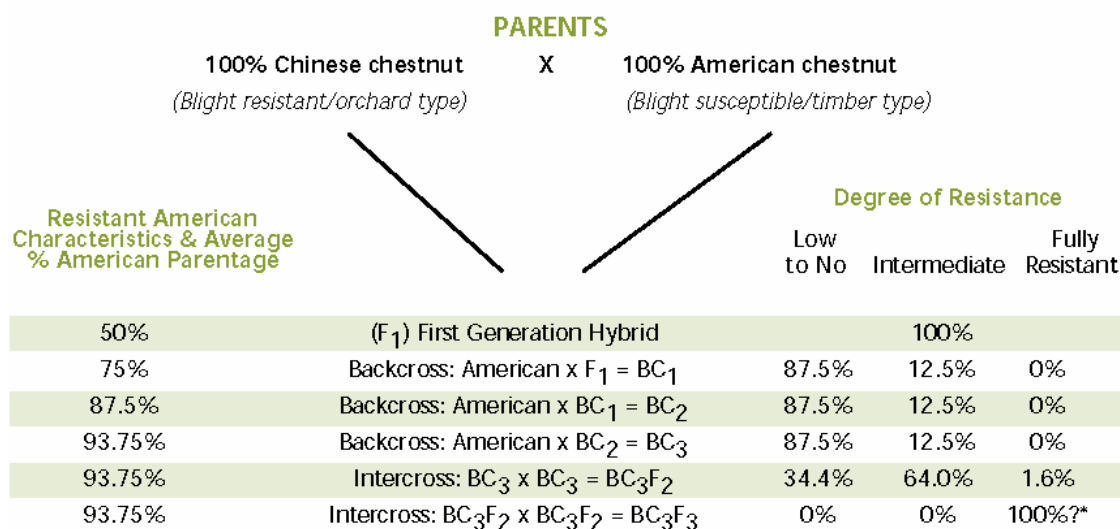 PARENTS
100% Chinese chestnut X 100% American chestnut
(Blight resistant/orchard type) (Blight susceptible/timber type)
Degree of Resistance
Resistant American
Characteristics & Average
% American Parentage
Low
to No Intermediate Fully
Resistant
50% (F₁) First Generation Hybrid 100%
75% Backcross: American x F₁ = BC₁ 87.5% 12.5% 0%
87.5% Backcross: American x BC₁ = BC₂ 87.5% 12.5% 0%
93.75% Backcross: American x BC₂ = BC₃ 87.5% 12.5% 0%
93.75% Intercross: BC₃ x BC₃ = BC₃F₂ 34.4% 64.0% 1.6%
93.75% Intercross: BC₃F₂ x BC₃F₂ = BC₃F₃ 0% 0% 100%?*